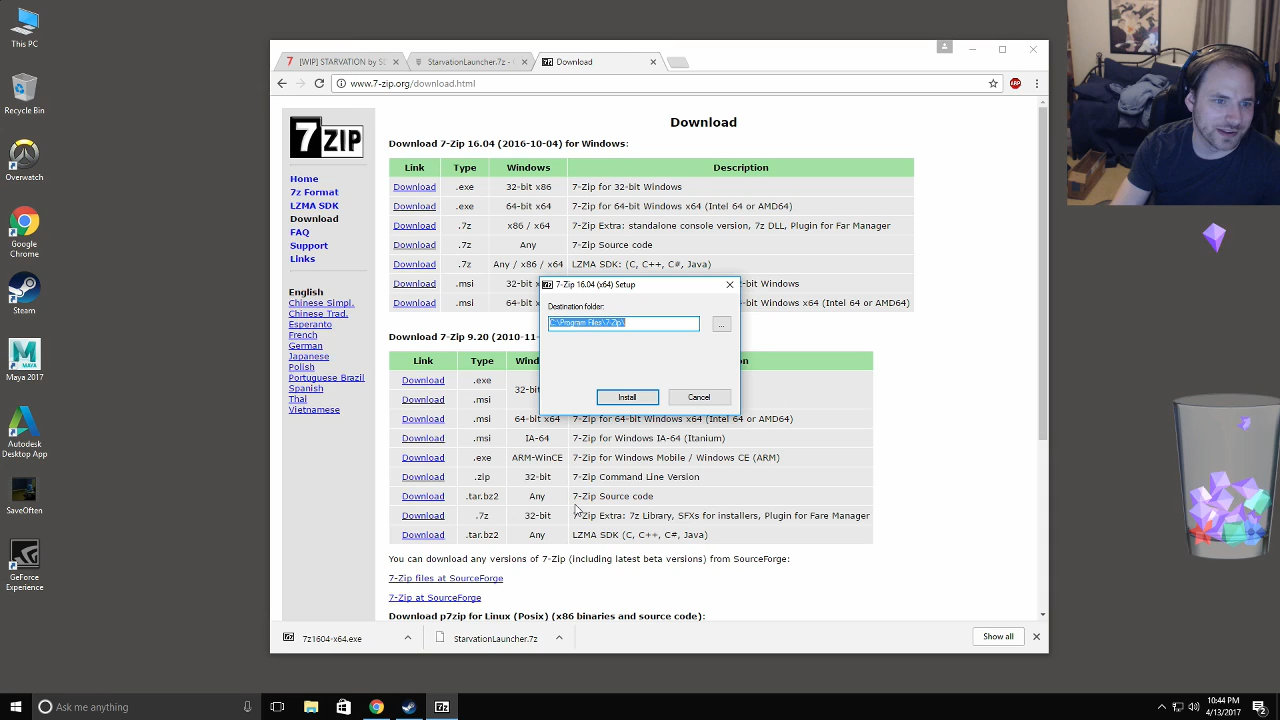 This PC
Recycle Bin
Overwatch
Google
Chrome
Steam
Maya 2017
Autodesk
Desktop App
SaveOften
GeForce
Experience
7 [WIP] STARVATION by SE
StarvationLauncher.7z -
7z Download
www.7-zip.org/download.html
ABP
7ZIP
Home
7z Format
LZMA SDK
Download
FAQ
Support
Links
English
Chinese Simpl.
Chinese Trad.
Esperanto
French
German
Japanese
Polish
Portuguese Brazil
Spanish
Thai
Vietnamese
Download
Download 7-Zip 16.04 (2016-10-04) for Windows:
Link Type Windows Description
Download .exe 32-bit x86 7-Zip for 32-bit Windows
Download .exe 64-bit x64 7-Zip for 64-bit Windows x64 (Intel 64 or AMD64)
Download .7z x86 / x64 7-Zip Extra: standalone console version, 7z DLL, Plugin for Far Manager
Download .7z Any 7-Zip Source code
Download .7z Any / x86 / x64 LZMA SDK: (C, C++, C#, Java)
Download .msi 32-bit -bit Windows
Download .msi 64-bit -bit Windows x64 (Intel 64 or AMD64)
Download 7-Zip 9.20 (2010-11-
Link Type
Download .exe 32-bit
Download .msi
Download .msi 64-bit x64 7-Zip for 64-bit Windows x64 (Intel 64 or AMD64)
Download .msi IA-64 7-Zip for Windows IA-64 (Itanium)
Download .exe ARM-WinCE 7-Zip for Windows Mobile / Windows CE (ARM)
Download .zip 32-bit 7-Zip Command Line Version
Download .tar.bz2 Any 7-Zip Source code
Download .7z 32-bit 7-Zip Extra: 7z Library, SFXs for installers, Plugin for Fare Manager
Download .tar.bz2 Any LZMA SDK (C, C++, C#, Java)
You can download any versions of 7-Zip (including latest beta versions) from SourceForge:
7-Zip files at SourceForge
7-Zip at SourceForge
Download p7zip for Linux (Posix) (x86 binaries and source code):
7z 7-Zip 16.04 (x64) Setup
Destination folder:
C:\Program Files\7-Zip\
...
Install Cancel
7z 7z1604-x64.exe
StarvationLauncher.7z
Show all
Ask me anything
7z
10:44 PM
4/13/2017
2